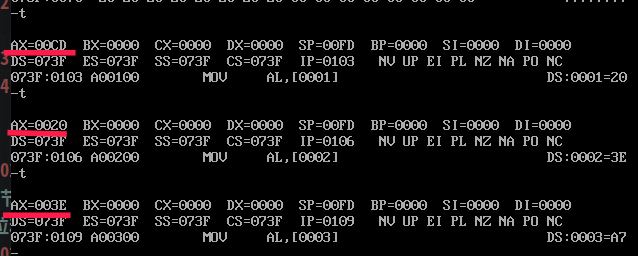 -t
AX=00CD BX=0000 CX=0000 DX=0000 SP=00FD BP=0000 SI=0000 DI=0000
DS=073F ES=073F SS=073F CS=073F IP=0103 NV UP EI PL NZ NA PO NC
073F:0103 A00100 MOV AL,[0001] DS:0001=20
-t
AX=0020 BX=0000 CX=0000 DX=0000 SP=00FD BP=0000 SI=0000 DI=0000
DS=073F ES=073F SS=073F CS=073F IP=0106 NV UP EI PL NZ NA PO NC
073F:0106 A00200 MOV AL,[0002] DS:0002=3E
-t
AX=003E BX=0000 CX=0000 DX=0000 SP=00FD BP=0000 SI=0000 DI=0000
DS=073F ES=073F SS=073F CS=073F IP=0109 NV UP EI PL NZ NA PO NC
073F:0109 A00300 MOV AL,[0003] DS:0003=A7
-